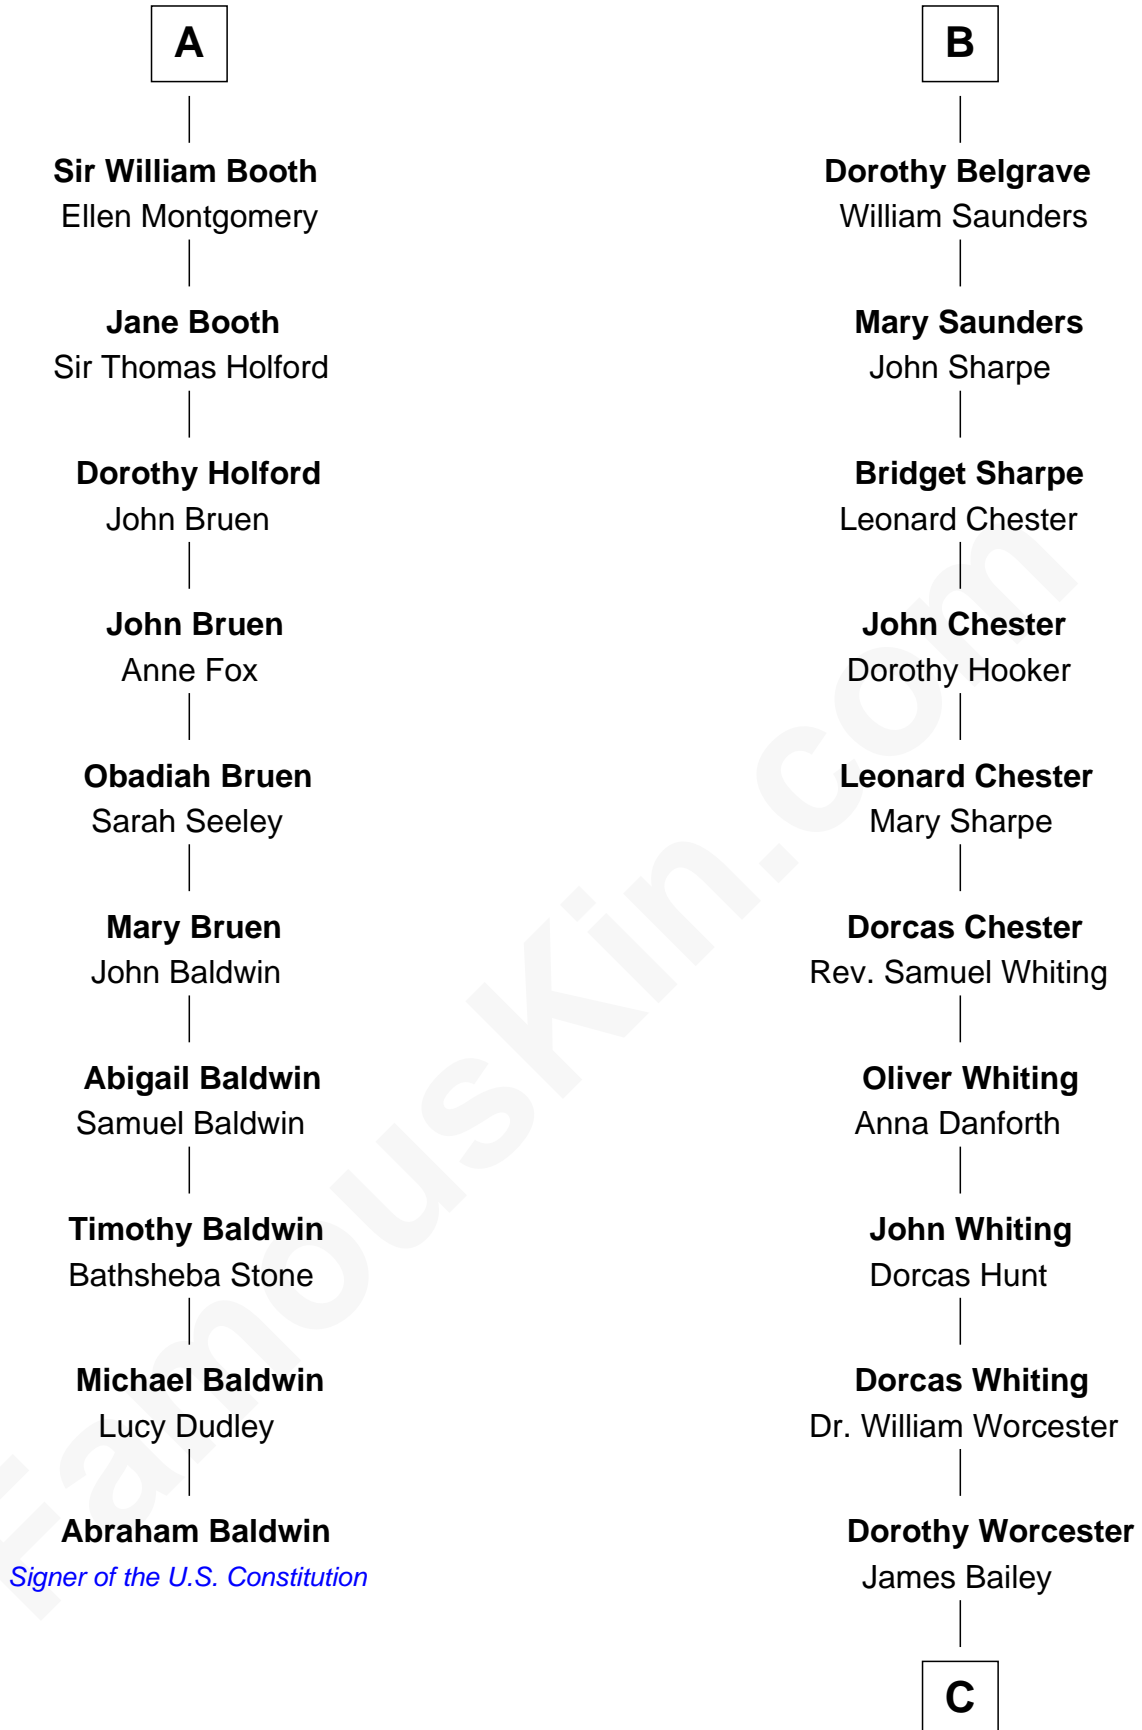 A
Sir William Booth
Ellen Montgomery
Jane Booth
Sir Thomas Holford
Dorothy Holford
John Bruen
John Bruen
Anne Fox
Obadiah Bruen
Sarah Seeley
Mary Bruen
John Baldwin
Abigail Baldwin
Samuel Baldwin
Timothy Baldwin
Bathsheba Stone
Michael Baldwin
Lucy Dudley
Abraham Baldwin
Signer of the U.S. Constitution
B
Dorothy Belgrave
William Saunders
Mary Saunders
John Sharpe
Bridget Sharpe
Leonard Chester
John Chester
Dorothy Hooker
Leonard Chester
Mary Sharpe
Dorcas Chester
Rev. Samuel Whiting
Oliver Whiting
Anna Danforth
John Whiting
Dorcas Hunt
Dorcas Whiting
Dr. William Worcester
Dorothy Worcester
James Bailey
C
FamousKin.com